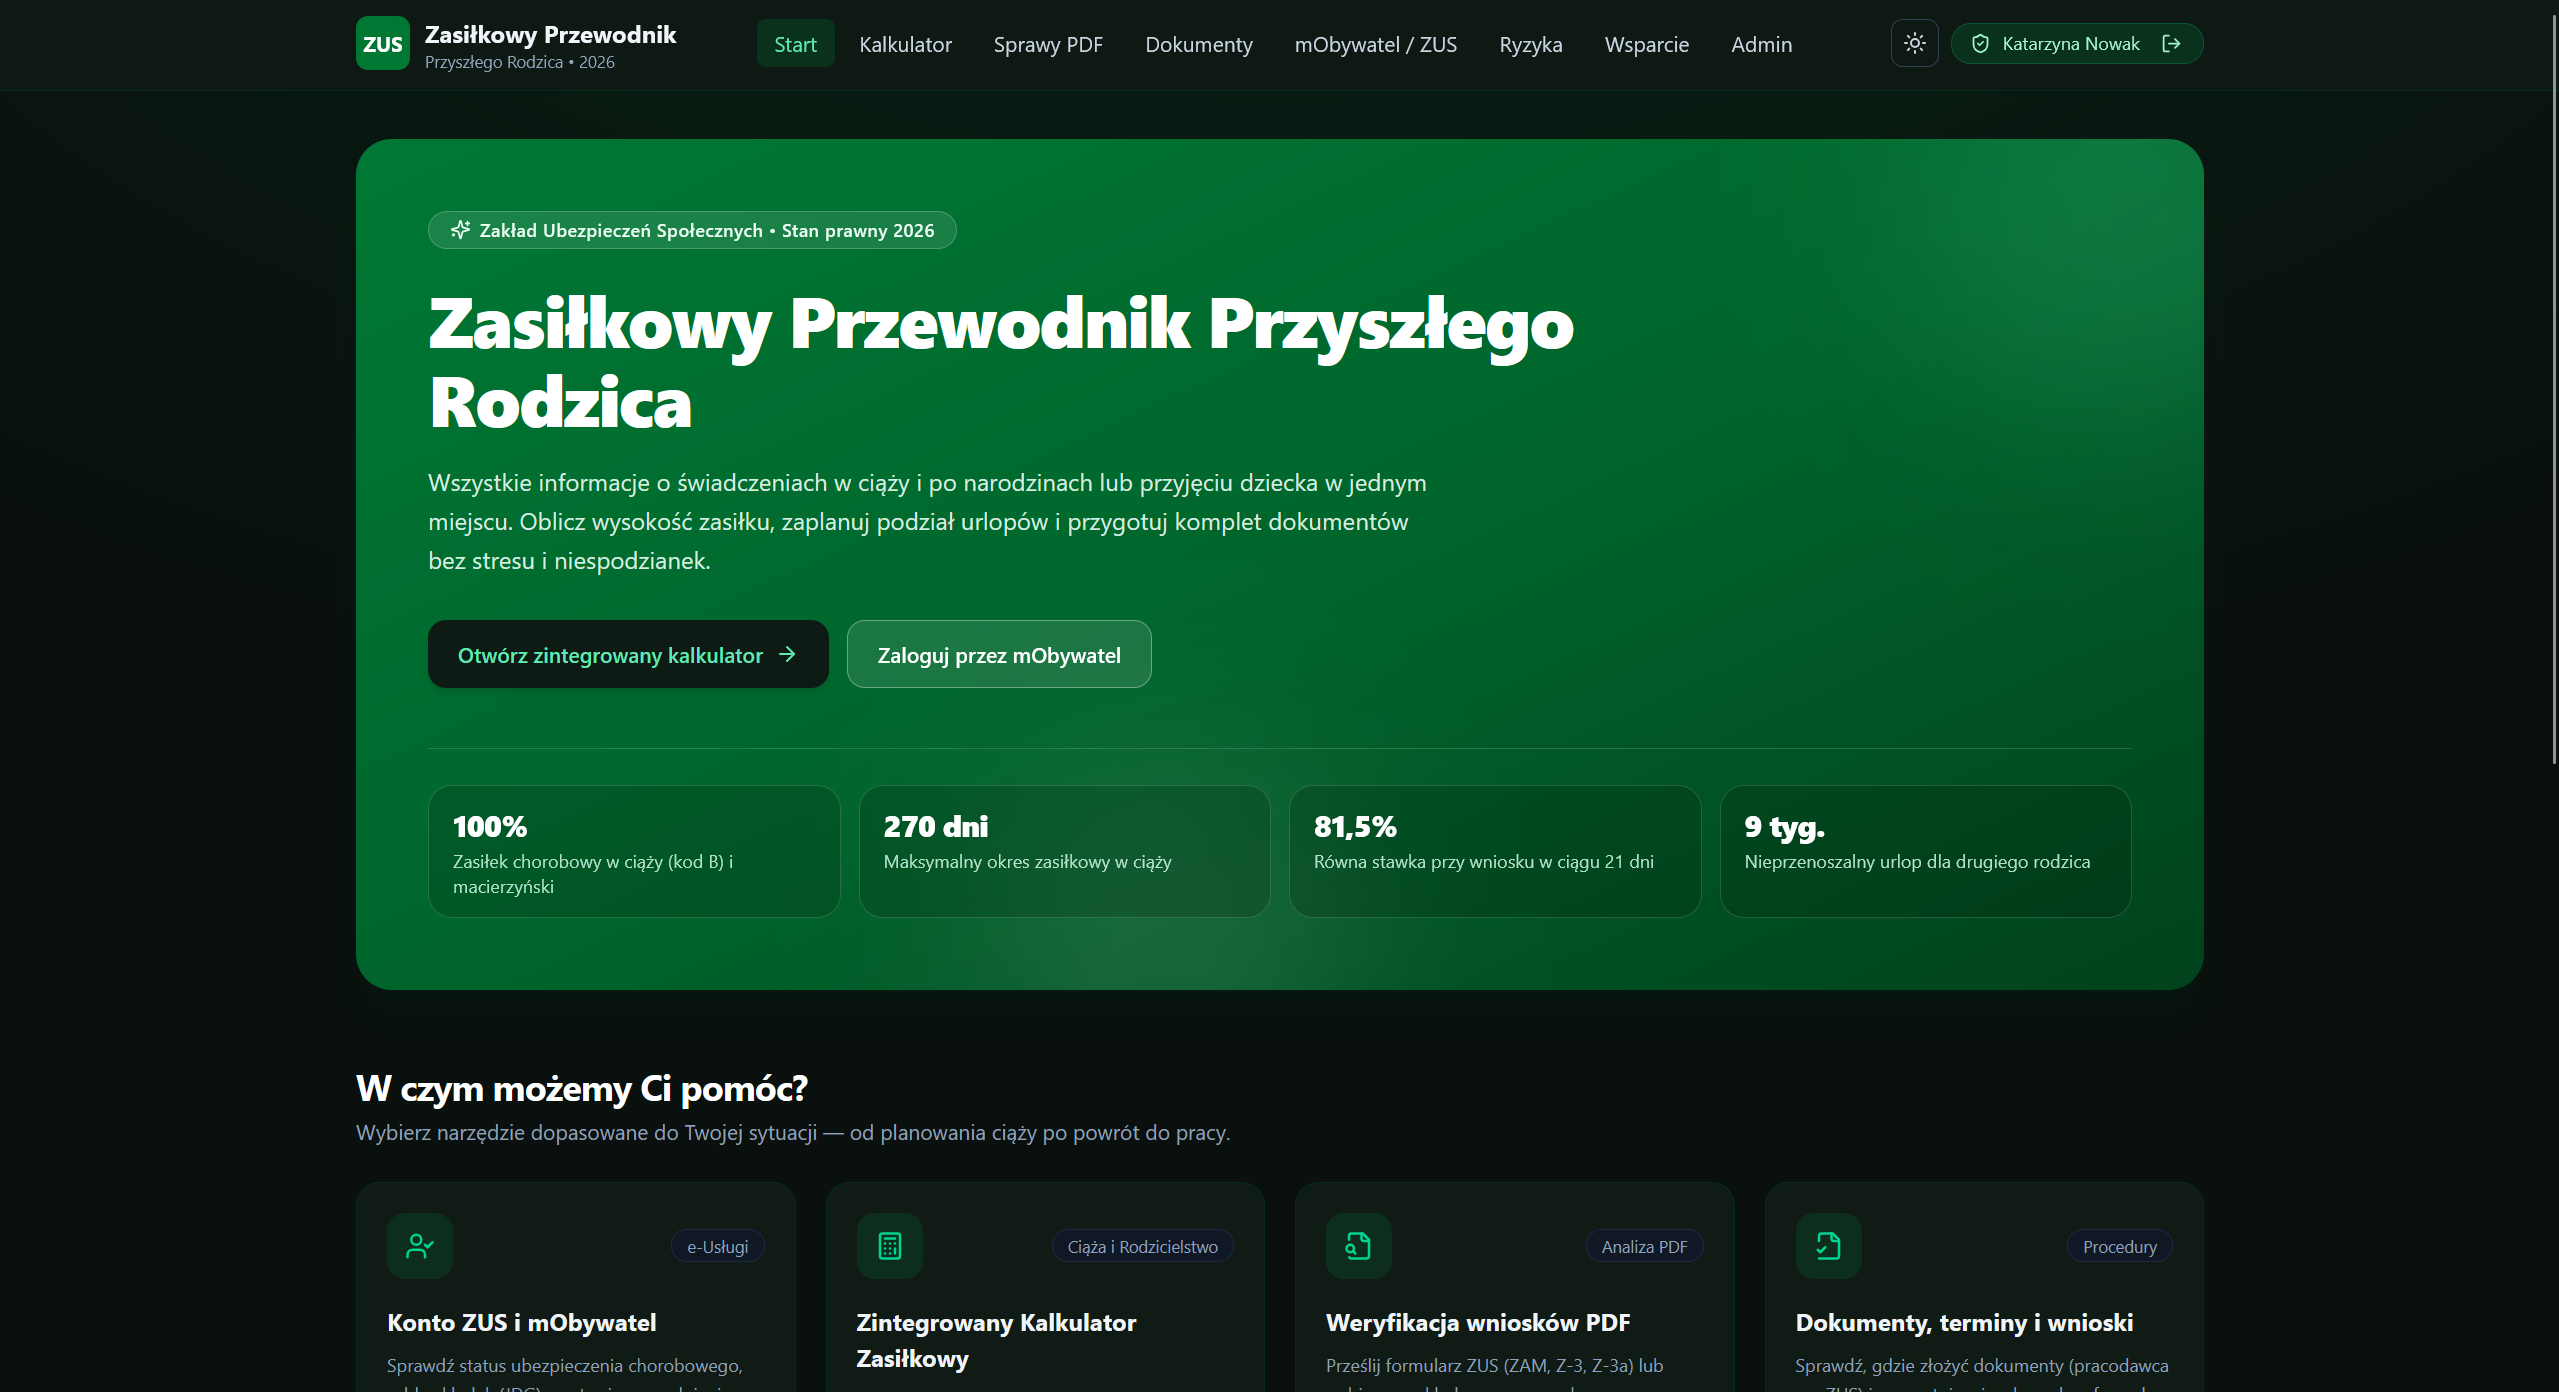 ZUS
Zasiłkowy Przewodnik
Przyszłego Rodzica • 2026
Start
Kalkulator
Sprawy PDF
Dokumenty
mObywatel / ZUS
Ryzyka
Wsparcie
Admin
Katarzyna Nowak
Zakład Ubezpieczeń Społecznych • Stan prawny 2026
Zasiłkowy Przewodnik Przyszłego
Rodzica
Wszystkie informacje o świadczeniach w ciąży i po narodzinach lub przyjęciu dziecka w jednym
miejscu. Oblicz wysokość zasiłku, zaplanuj podział urlopów i przygotuj komplet dokumentów
bez stresu i niespodzianek.
Otwórz zintegrowany kalkulator
Zaloguj przez mObywatel
100%
Zasiłek chorobowy w ciąży (kod B) i
macierzyński
270 dni
Maksymalny okres zasiłkowy w ciąży
81,5%
Równa stawka przy wniosku w ciągu 21 dni
9 tyg.
Nieprzenoszalny urlop dla drugiego rodzica
W czym możemy Ci pomóc?
Wybierz narzędzie dopasowane do Twojej sytuacji — od planowania ciąży po powrót do pracy.
e-Usługi
Konto ZUS i mObywatel
Sprawdź status ubezpieczenia chorobowego,
Ciąża i Rodzicielstwo
Zintegrowany Kalkulator
Zasiłkowy
Analiza PDF
Weryfikacja wniosków PDF
Prześlij formularz ZUS (ZAM, Z-3, Z-3a) lub
Procedury
Dokumenty, terminy i wnioski
Sprawdź, gdzie złożyć dokumenty (pracodawca